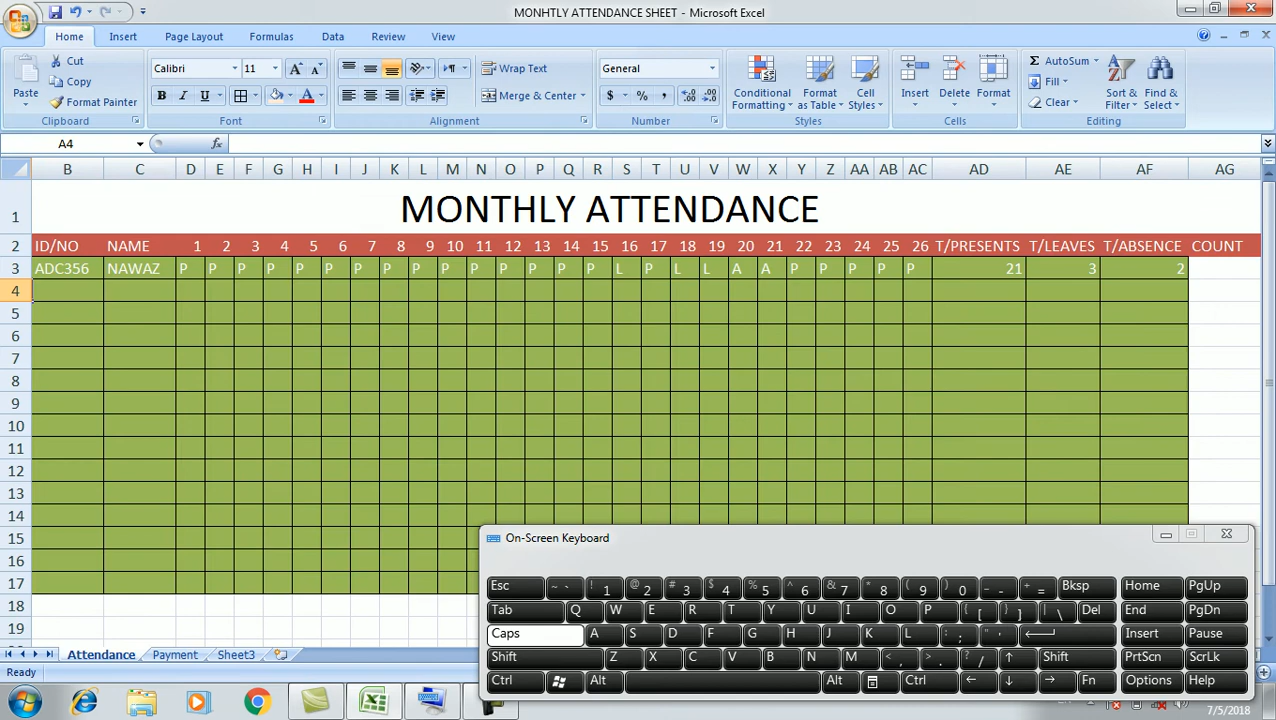 MONHTLY ATTENDANCE SHEET - Microsoft Excel
Home Insert Page Layout Formulas Data Review View
Cut
Copy
Format Painter
Paste
Clipboard
Calibri 11
B I U
Font
Wrap Text
Merge & Center
Alignment
General
$ % ,
Number
Conditional Formatting
Format as Table
Cell Styles
Styles
Insert Delete Format
Cells
Σ AutoSum
Fill
Clear
Sort & Filter
Find & Select
Editing
A4 fx
B C D E F G H I J K L M N O P Q R S T U V W X Y Z AA AB AC AD AE AF AG
1 MONTHLY ATTENDANCE
2 ID/NO NAME 1 2 3 4 5 6 7 8 9 10 11 12 13 14 15 16 17 18 19 20 21 22 23 24 25 26 T/PRESENTS T/LEAVES T/ABSENCE COUNT
3 ADC356 NAWAZ P P P P P P P P P P P P P P P L P L L A A P P P P P 21 3 2
4
5
6
7
8
9
10
11
12
13
14
15
16
17
18
19
On-Screen Keyboard
Esc ~ ` ! 1 @ 2 # 3 $ 4 % 5 ^ 6 & 7 * 8 ( 9 ) 0 _ - + = Bksp Home PgUp
Tab Q W E R T Y U I O P { [ } ] | \ Del End PgDn
Caps A S D F G H J K L : ; " ' Insert Pause
Shift Z X C V B N M < , > . ? / ↑ Shift PrtScn ScrLk
Ctrl Alt Alt Ctrl ← ↓ → Fn Options Help
Attendance Payment Sheet3
Ready
7/5/2018